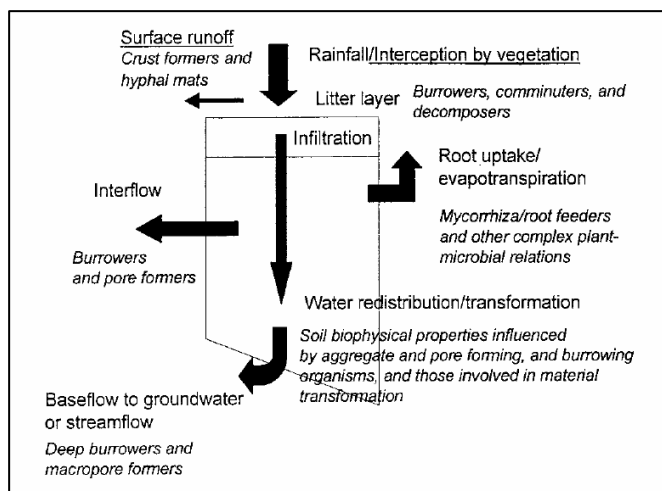 Surface runoff
Crust formers and
hyphal mats
Rainfall/Interception by vegetation
Litter layer
Burrowers, comminuters, and
decomposers
Infiltration
Root uptake/
evapotranspiration
Interflow
Mycorrhiza/root feeders
and other complex plant-
microbial relations
Burrowers
and pore formers
Water redistribution/transformation
Soil biophysical properties influenced
by aggregate and pore forming, and burrowing
organisms, and those involved in material
transformation
Baseflow to groundwater
or streamflow
Deep burrowers and
macropore formers